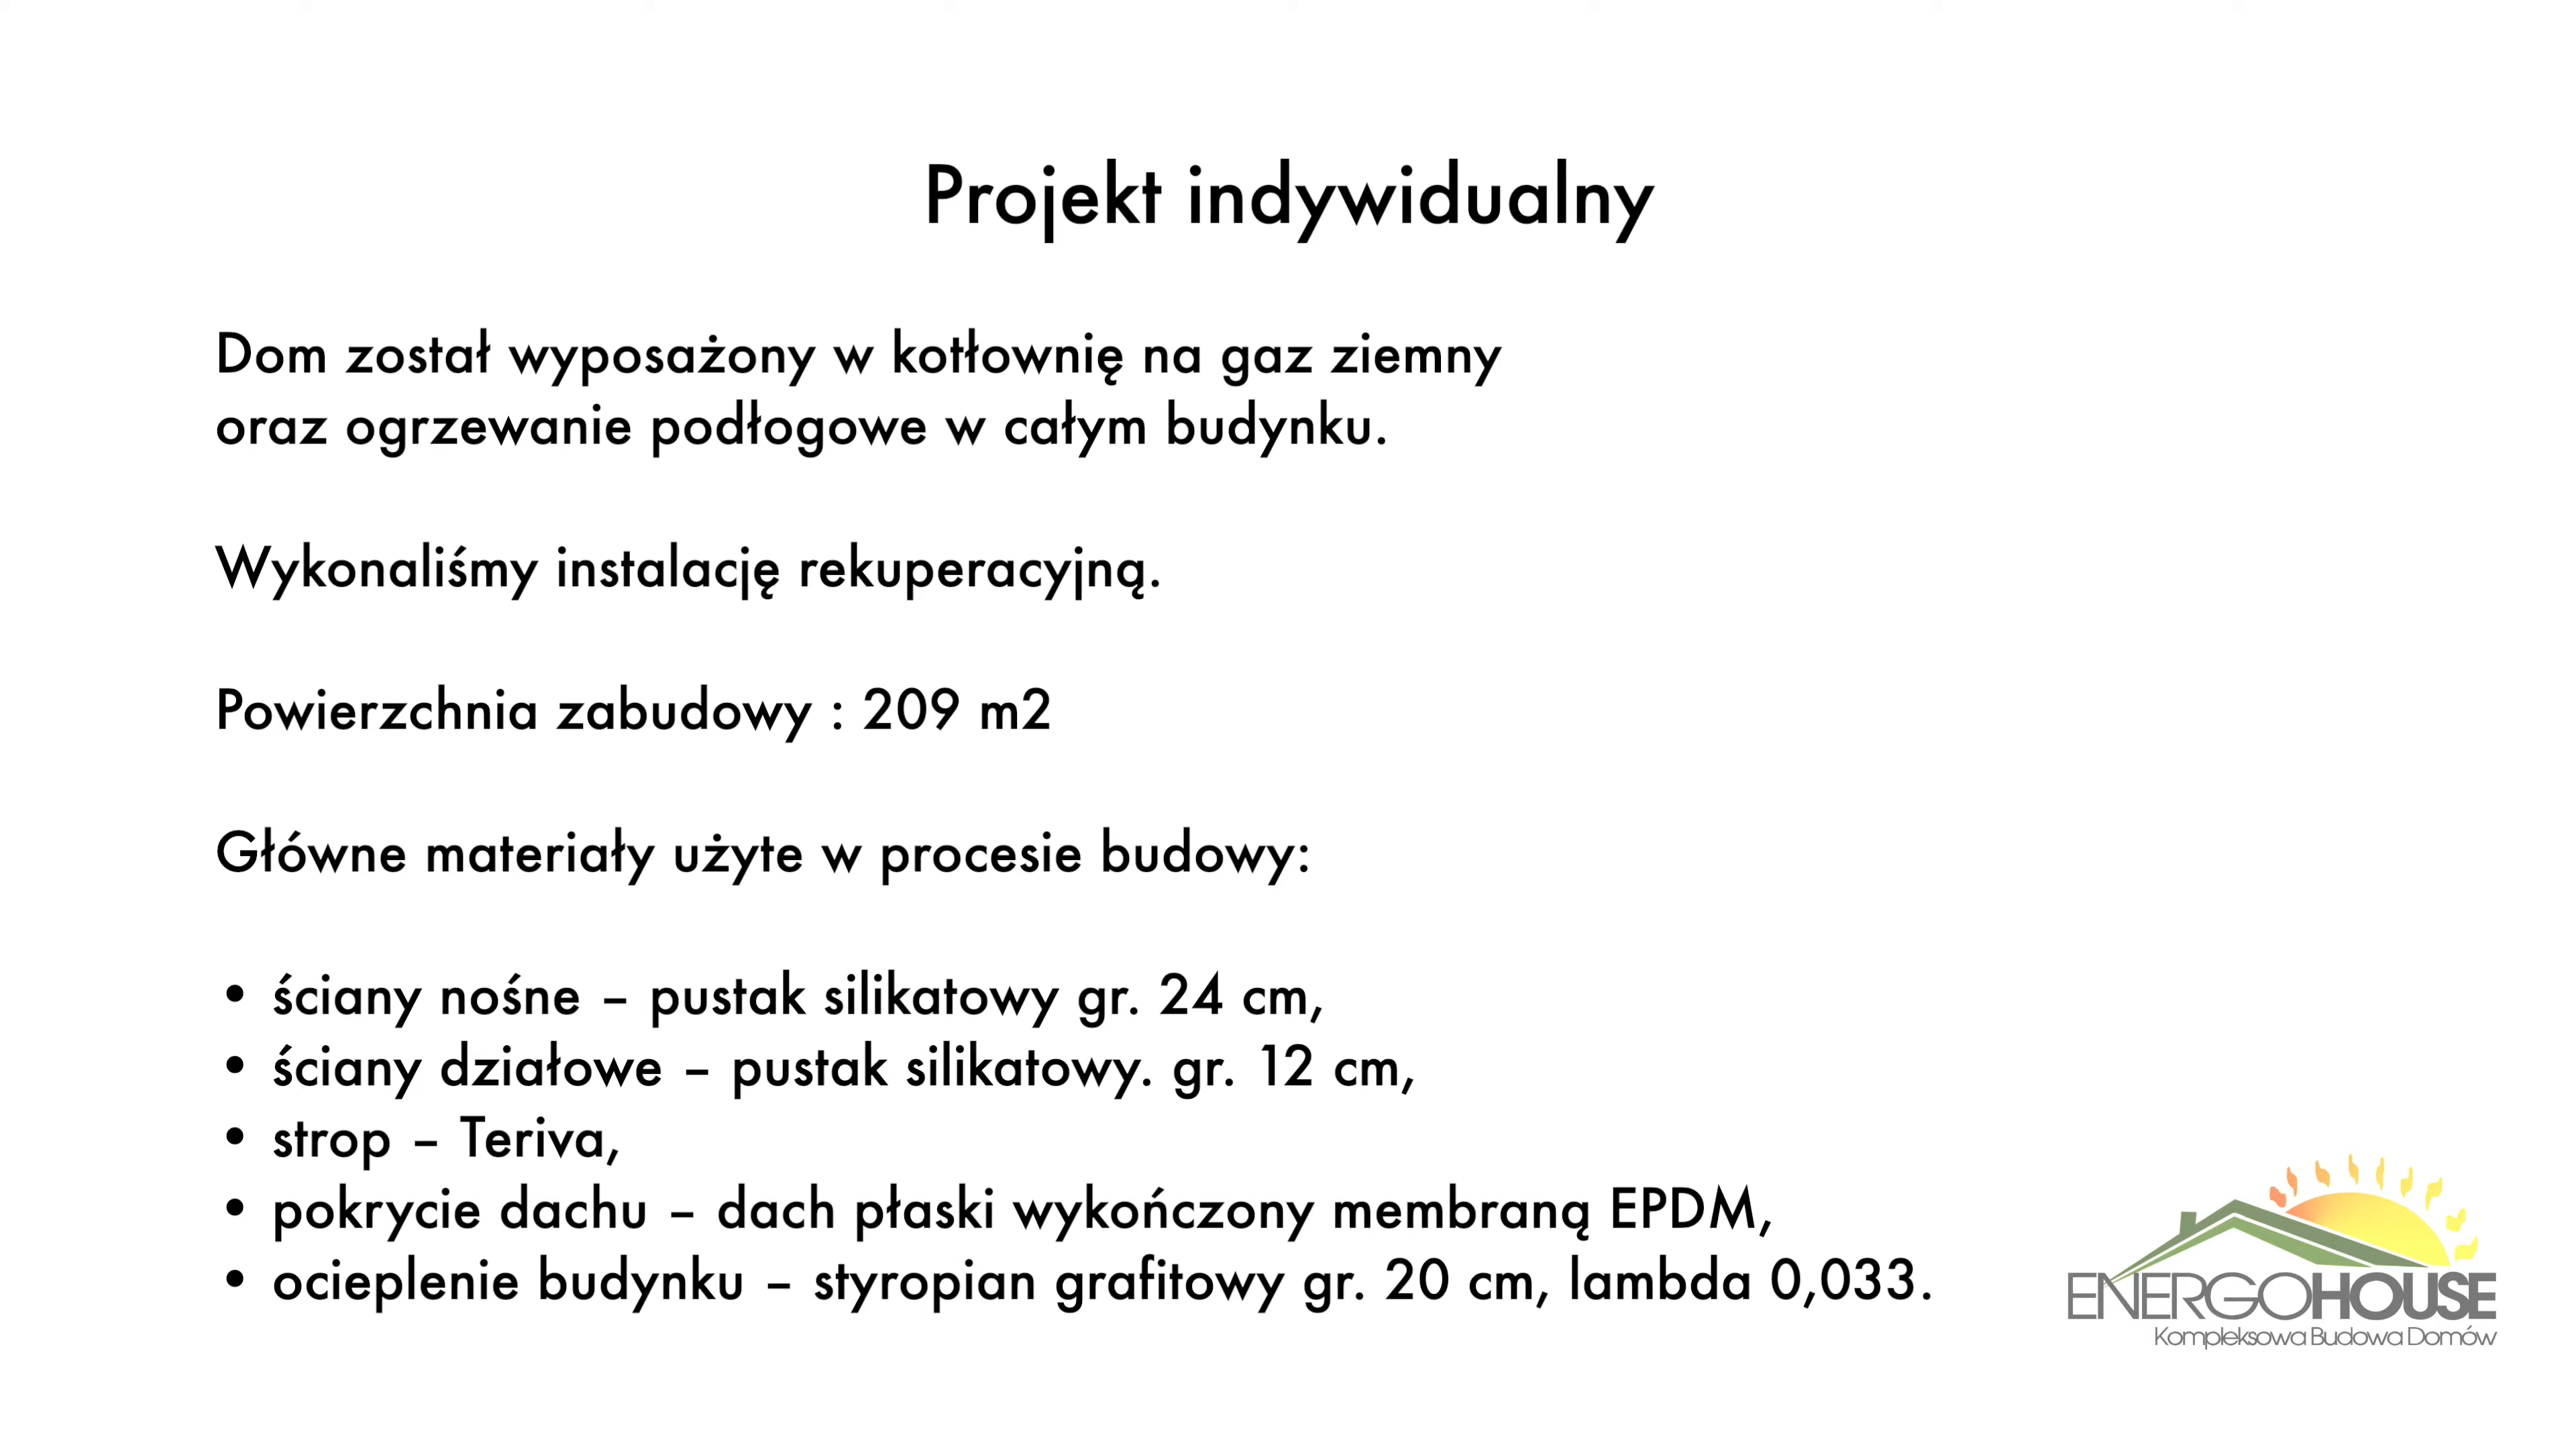 Projekt indywidualny
Dom został wyposażony w kotłownię na gaz ziemny
oraz ogrzewanie podłogowe w całym budynku.
Wykonaliśmy instalację rekuperacyjną.
Powierzchnia zabudowy : 209 m2
Główne materiały użyte w procesie budowy:
• ściany nośne – pustak silikatowy gr. 24 cm,
• ściany działowe – pustak silikatowy. gr. 12 cm,
• strop – Teriva,
• pokrycie dachu – dach płaski wykończony membraną EPDM,
• ocieplenie budynku – styropian grafitowy gr. 20 cm, lambda 0,033.
ENERGOHOUSE
Kompleksowa Budowa Domów